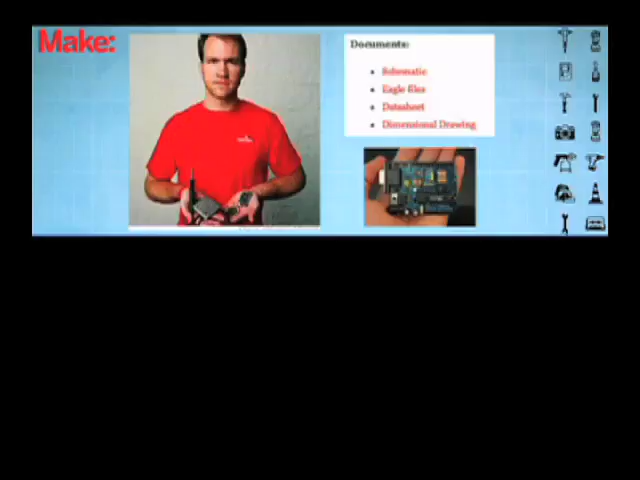 Make:
Documents:
Schematic
Eagle files
Datasheet
Dimensional Drawing